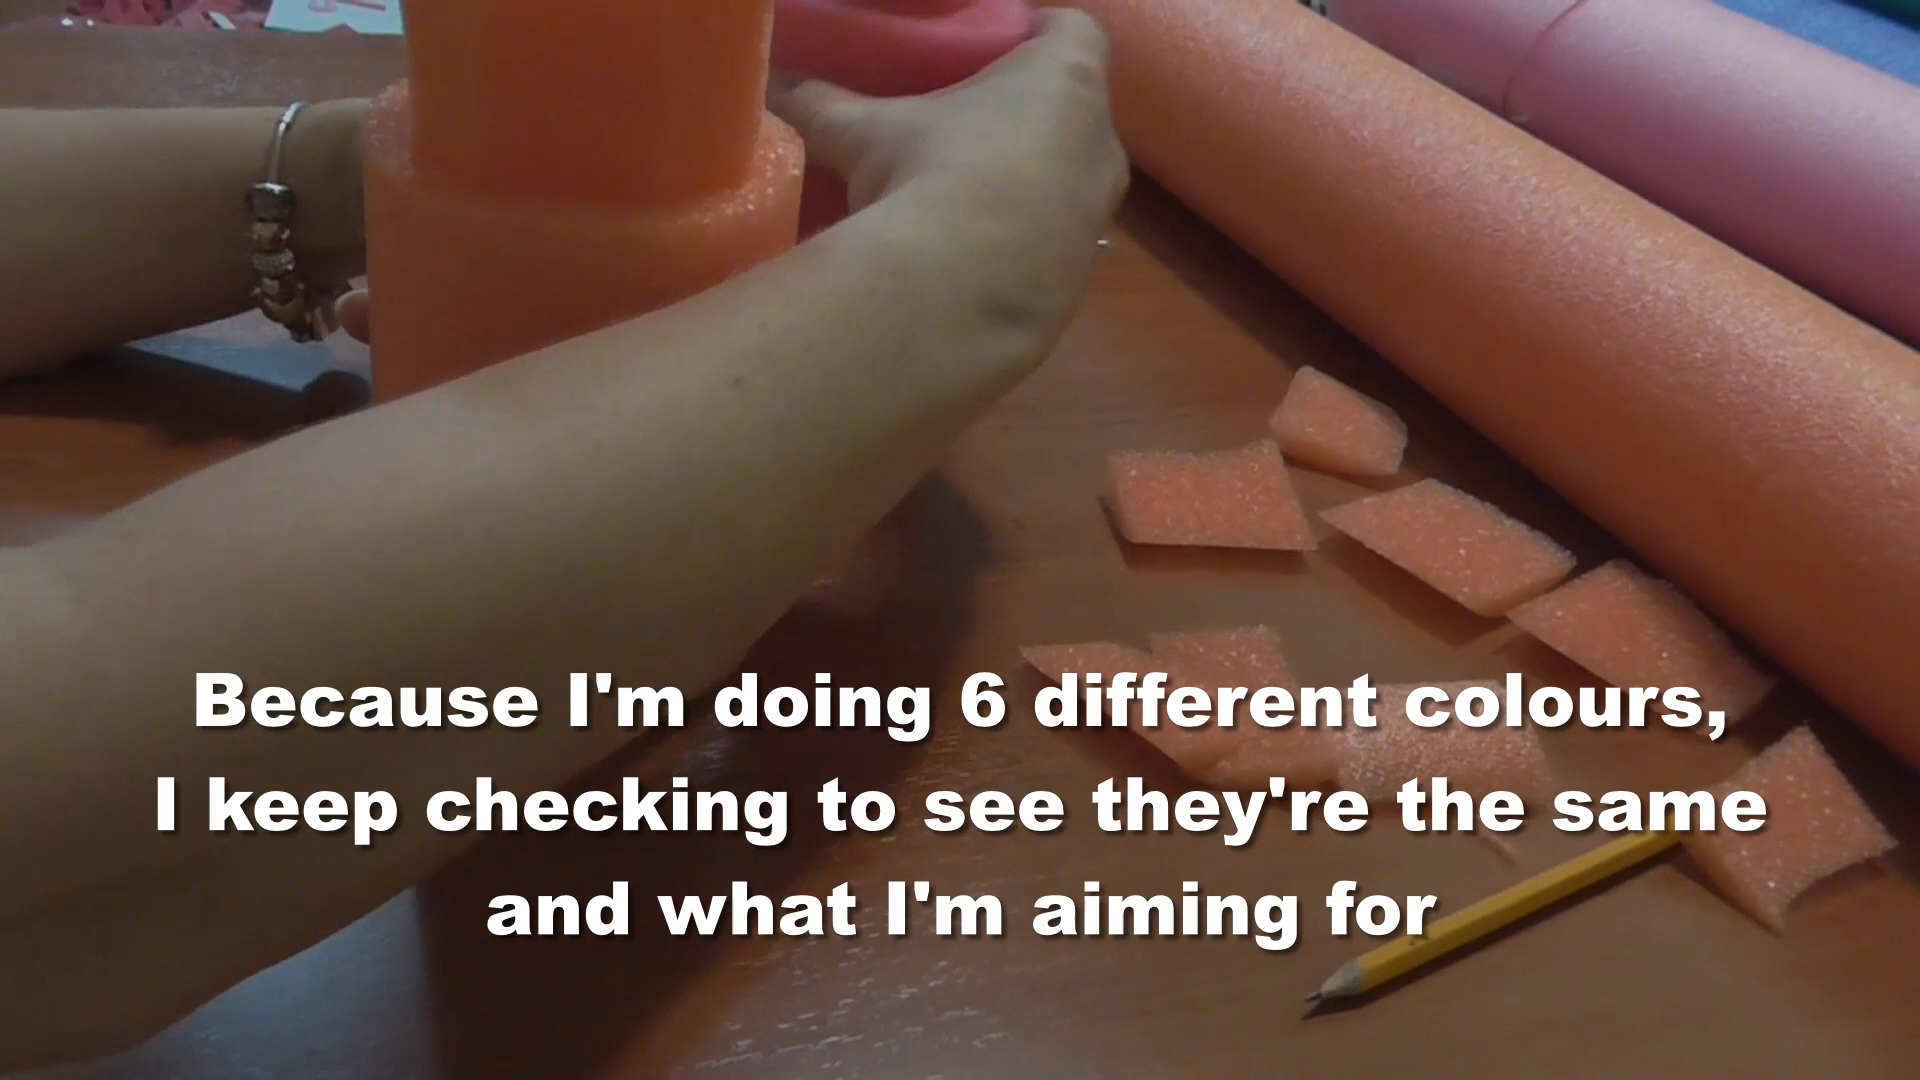 Because I'm doing 6 different colours,
I keep checking to see they're the same
and what I'm aiming for